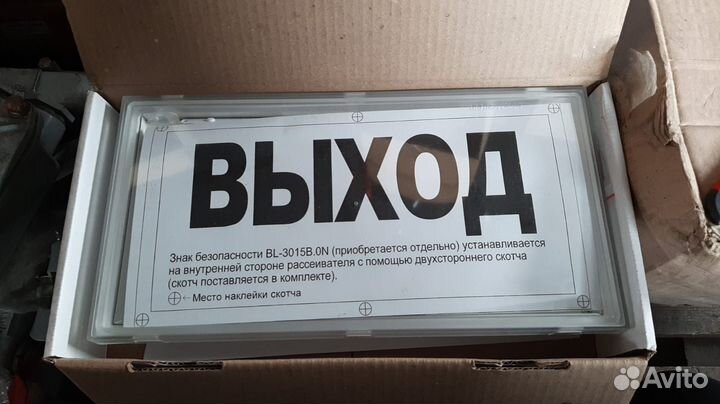 ВЫХОД
Знак безопасности BL-3015B.0N (приобретается отдельно) устанавливается
на внутренней стороне рассеивателя с помощью двухстороннего скотча
(скотч поставляется в комплекте).
← Место наклейки скотча
Avito